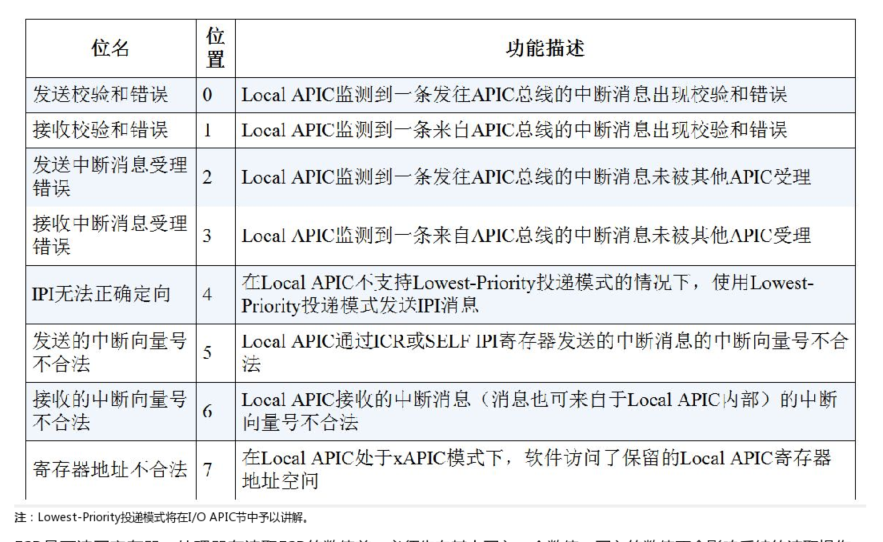 位名 位置 功能描述
发送校验和错误 0 Local APIC监测到一条发往APIC总线的中断消息出现校验和错误
接收校验和错误 1 Local APIC监测到一条来自APIC总线的中断消息出现校验和错误
发送中断消息受理错误 2 Local APIC监测到一条发往APIC总线的中断消息未被其他APIC受理
接收中断消息受理错误 3 Local APIC监测到一条来自APIC总线的中断消息未被其他APIC受理
IPI无法正确定向 4 在Local APIC不支持Lowest-Priority投递模式的情况下，使用Lowest-
Priority投递模式发送IPI消息
发送的中断向量号不合法 5 Local APIC通过ICR或SELF IPI寄存器发送的中断消息的中断向量号不合
法
接收的中断向量号不合法 6 Local APIC接收的中断消息（消息也可来自于Local APIC内部）的中断
向量号不合法
寄存器地址不合法 7 在Local APIC处于xAPIC模式下，软件访问了保留的Local APIC寄存器
地址空间
注：Lowest-Priority投递模式将在I/O APIC节中予以讲解。